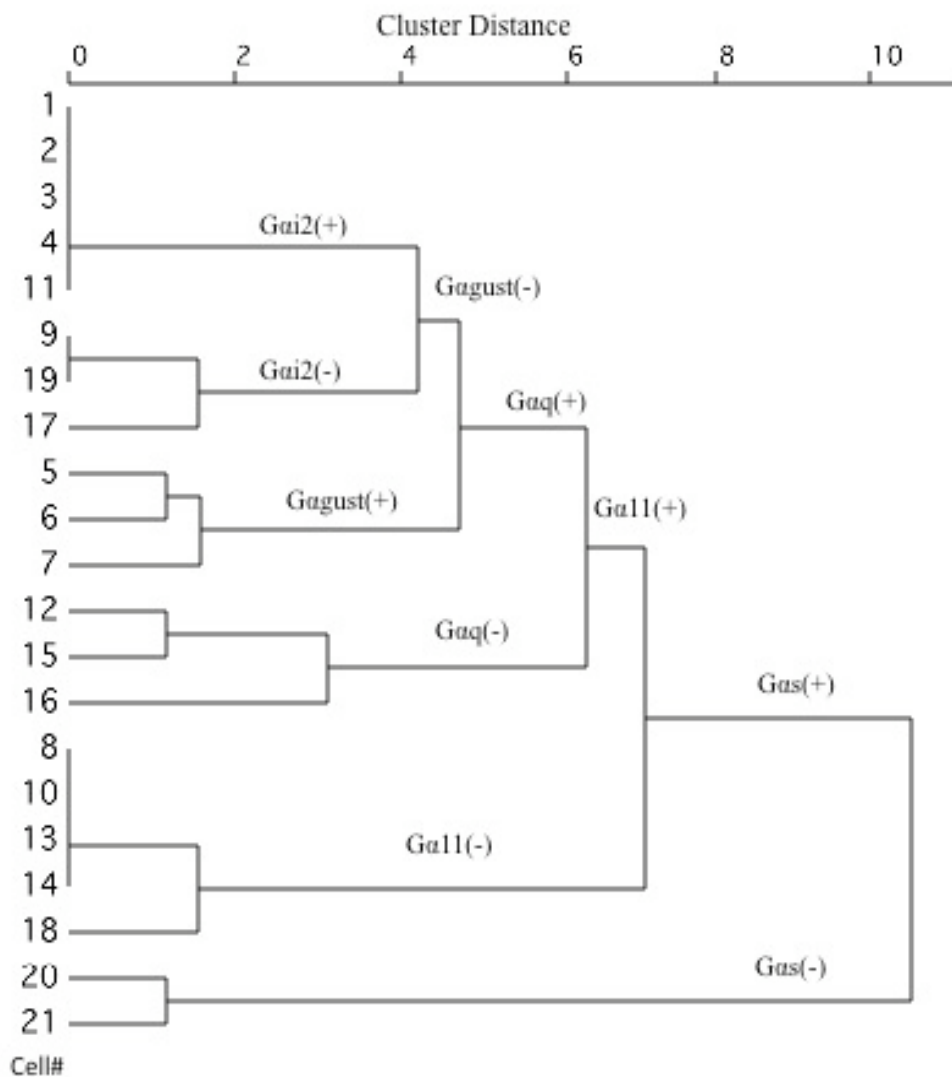 Cluster Distance
0 2 4 6 8 10
1
2
3
Gαi2(+)
4
11
Gαgust(-)
9
19
Gαi2(-)
Gαq(+)
17
5
Gαgust(+)
Gα11(+)
6
7
12
Gαq(-)
15
16
Gαs(+)
8
10
13
Gα11(-)
14
18
Gαs(-)
20
21
Cell#